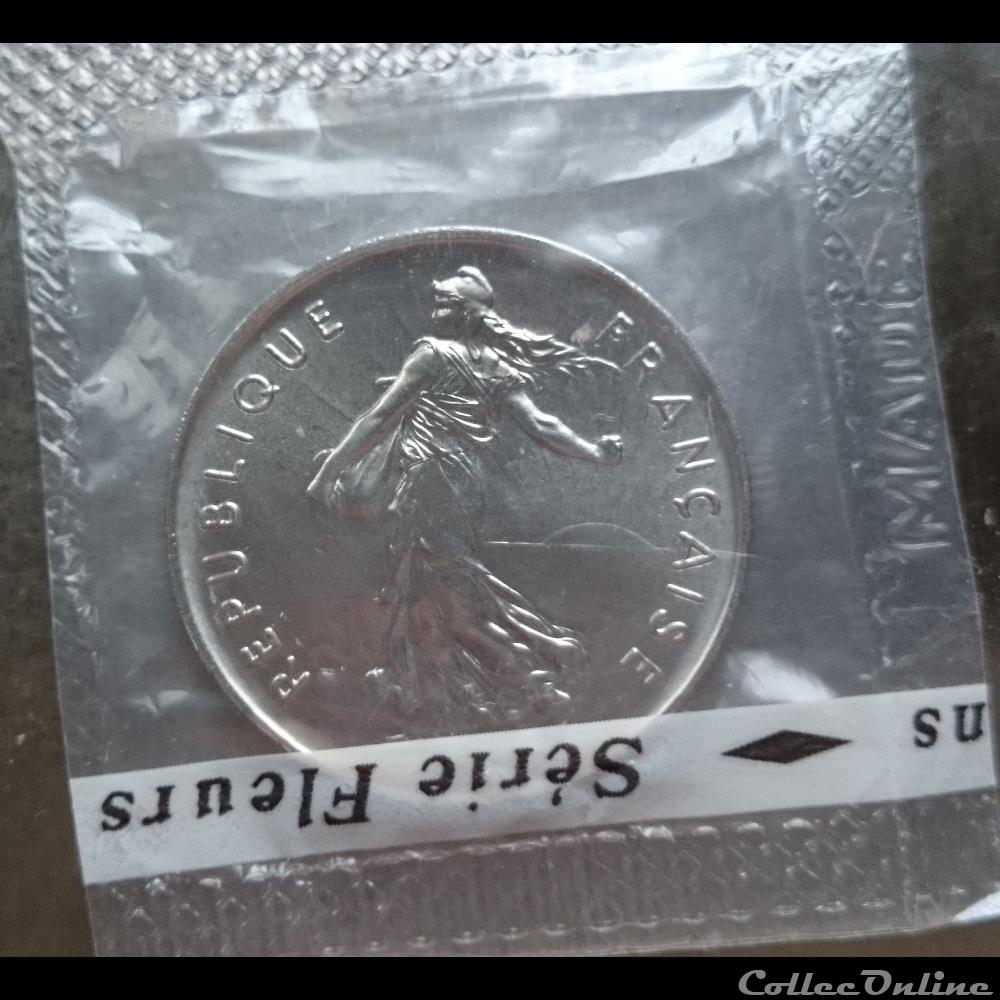 REPUBLIQUE FRANÇAISE
Série Fleurs
ns
CollecOnline